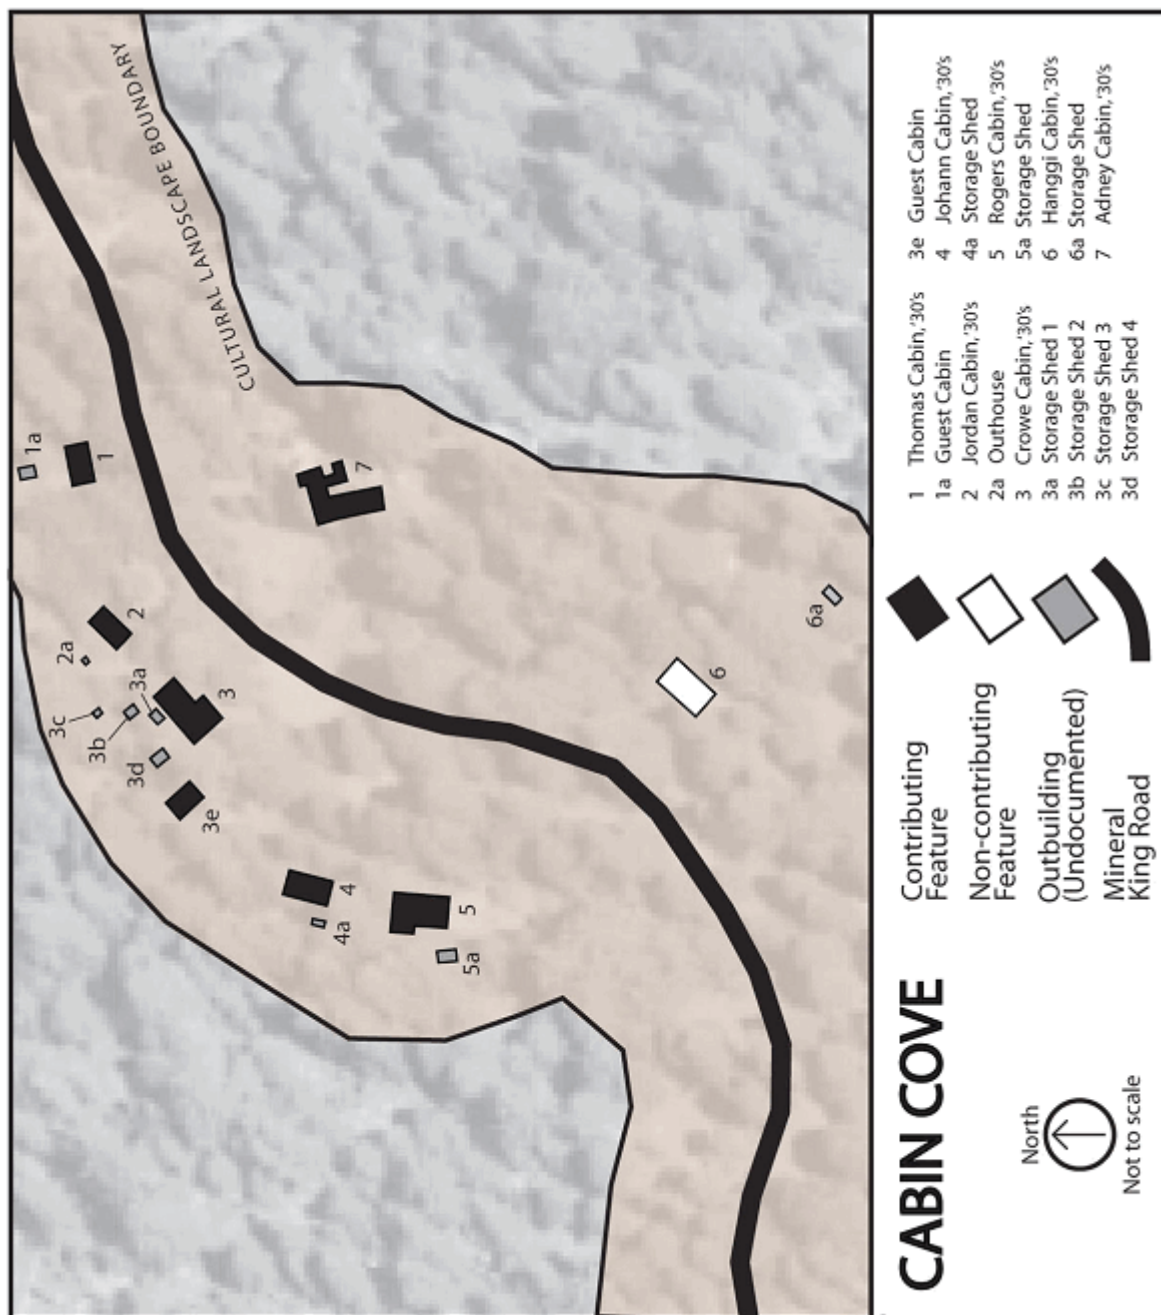 CULTURAL LANDSCAPE BOUNDARY
1a
1
2
2a
3a
3
3c
3b
3d
3e
4
4a
5
5a
7
6
6a
CABIN COVE
North
Not to scale
Contributing
Feature
Non-contributing
Feature
Outbuilding
(Undocumented)
Mineral
King Road
1 Thomas Cabin,'30's
1a Guest Cabin
2 Jordan Cabin,'30's
2a Outhouse
3 Crowe Cabin,'30's
3a Storage Shed 1
3b Storage Shed 2
3c Storage Shed 3
3d Storage Shed 4
3e Guest Cabin
4 Johann Cabin,'30's
4a Storage Shed
5 Rogers Cabin,'30's
5a Storage Shed
6 Hanggi Cabin,'30's
6a Storage Shed
7 Adney Cabin,'30's